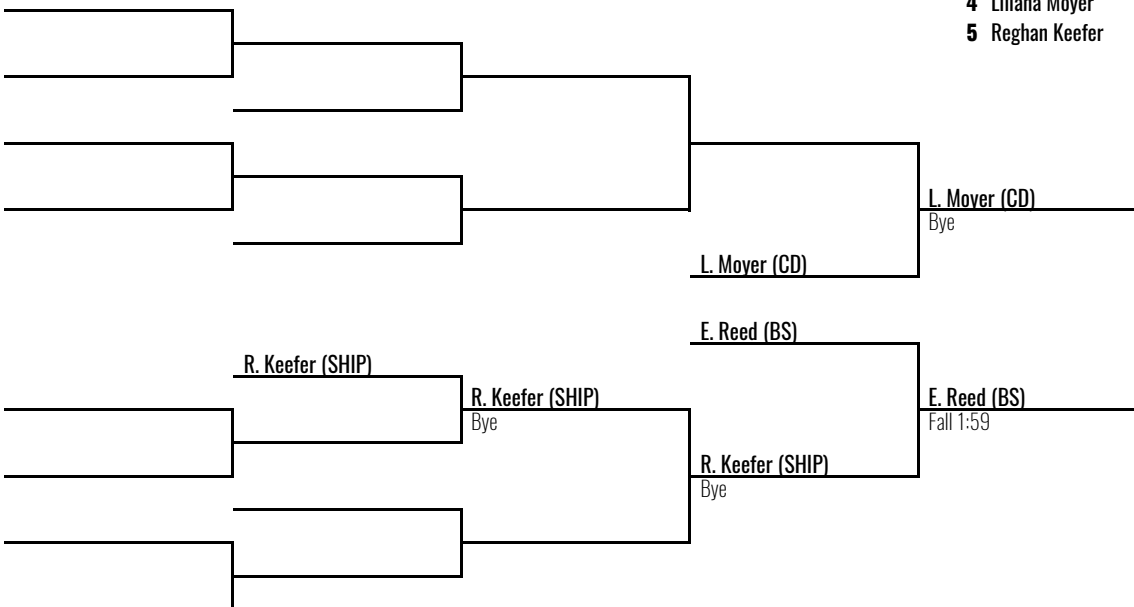 4 Liliana Moyer
5 Reghan Keefer
L. Moyer (CD)
Bye
L. Moyer (CD)
E. Reed (BS)
R. Keefer (SHIP)
R. Keefer (SHIP)
Bye
E. Reed (BS)
Fall 1:59
R. Keefer (SHIP)
Bye